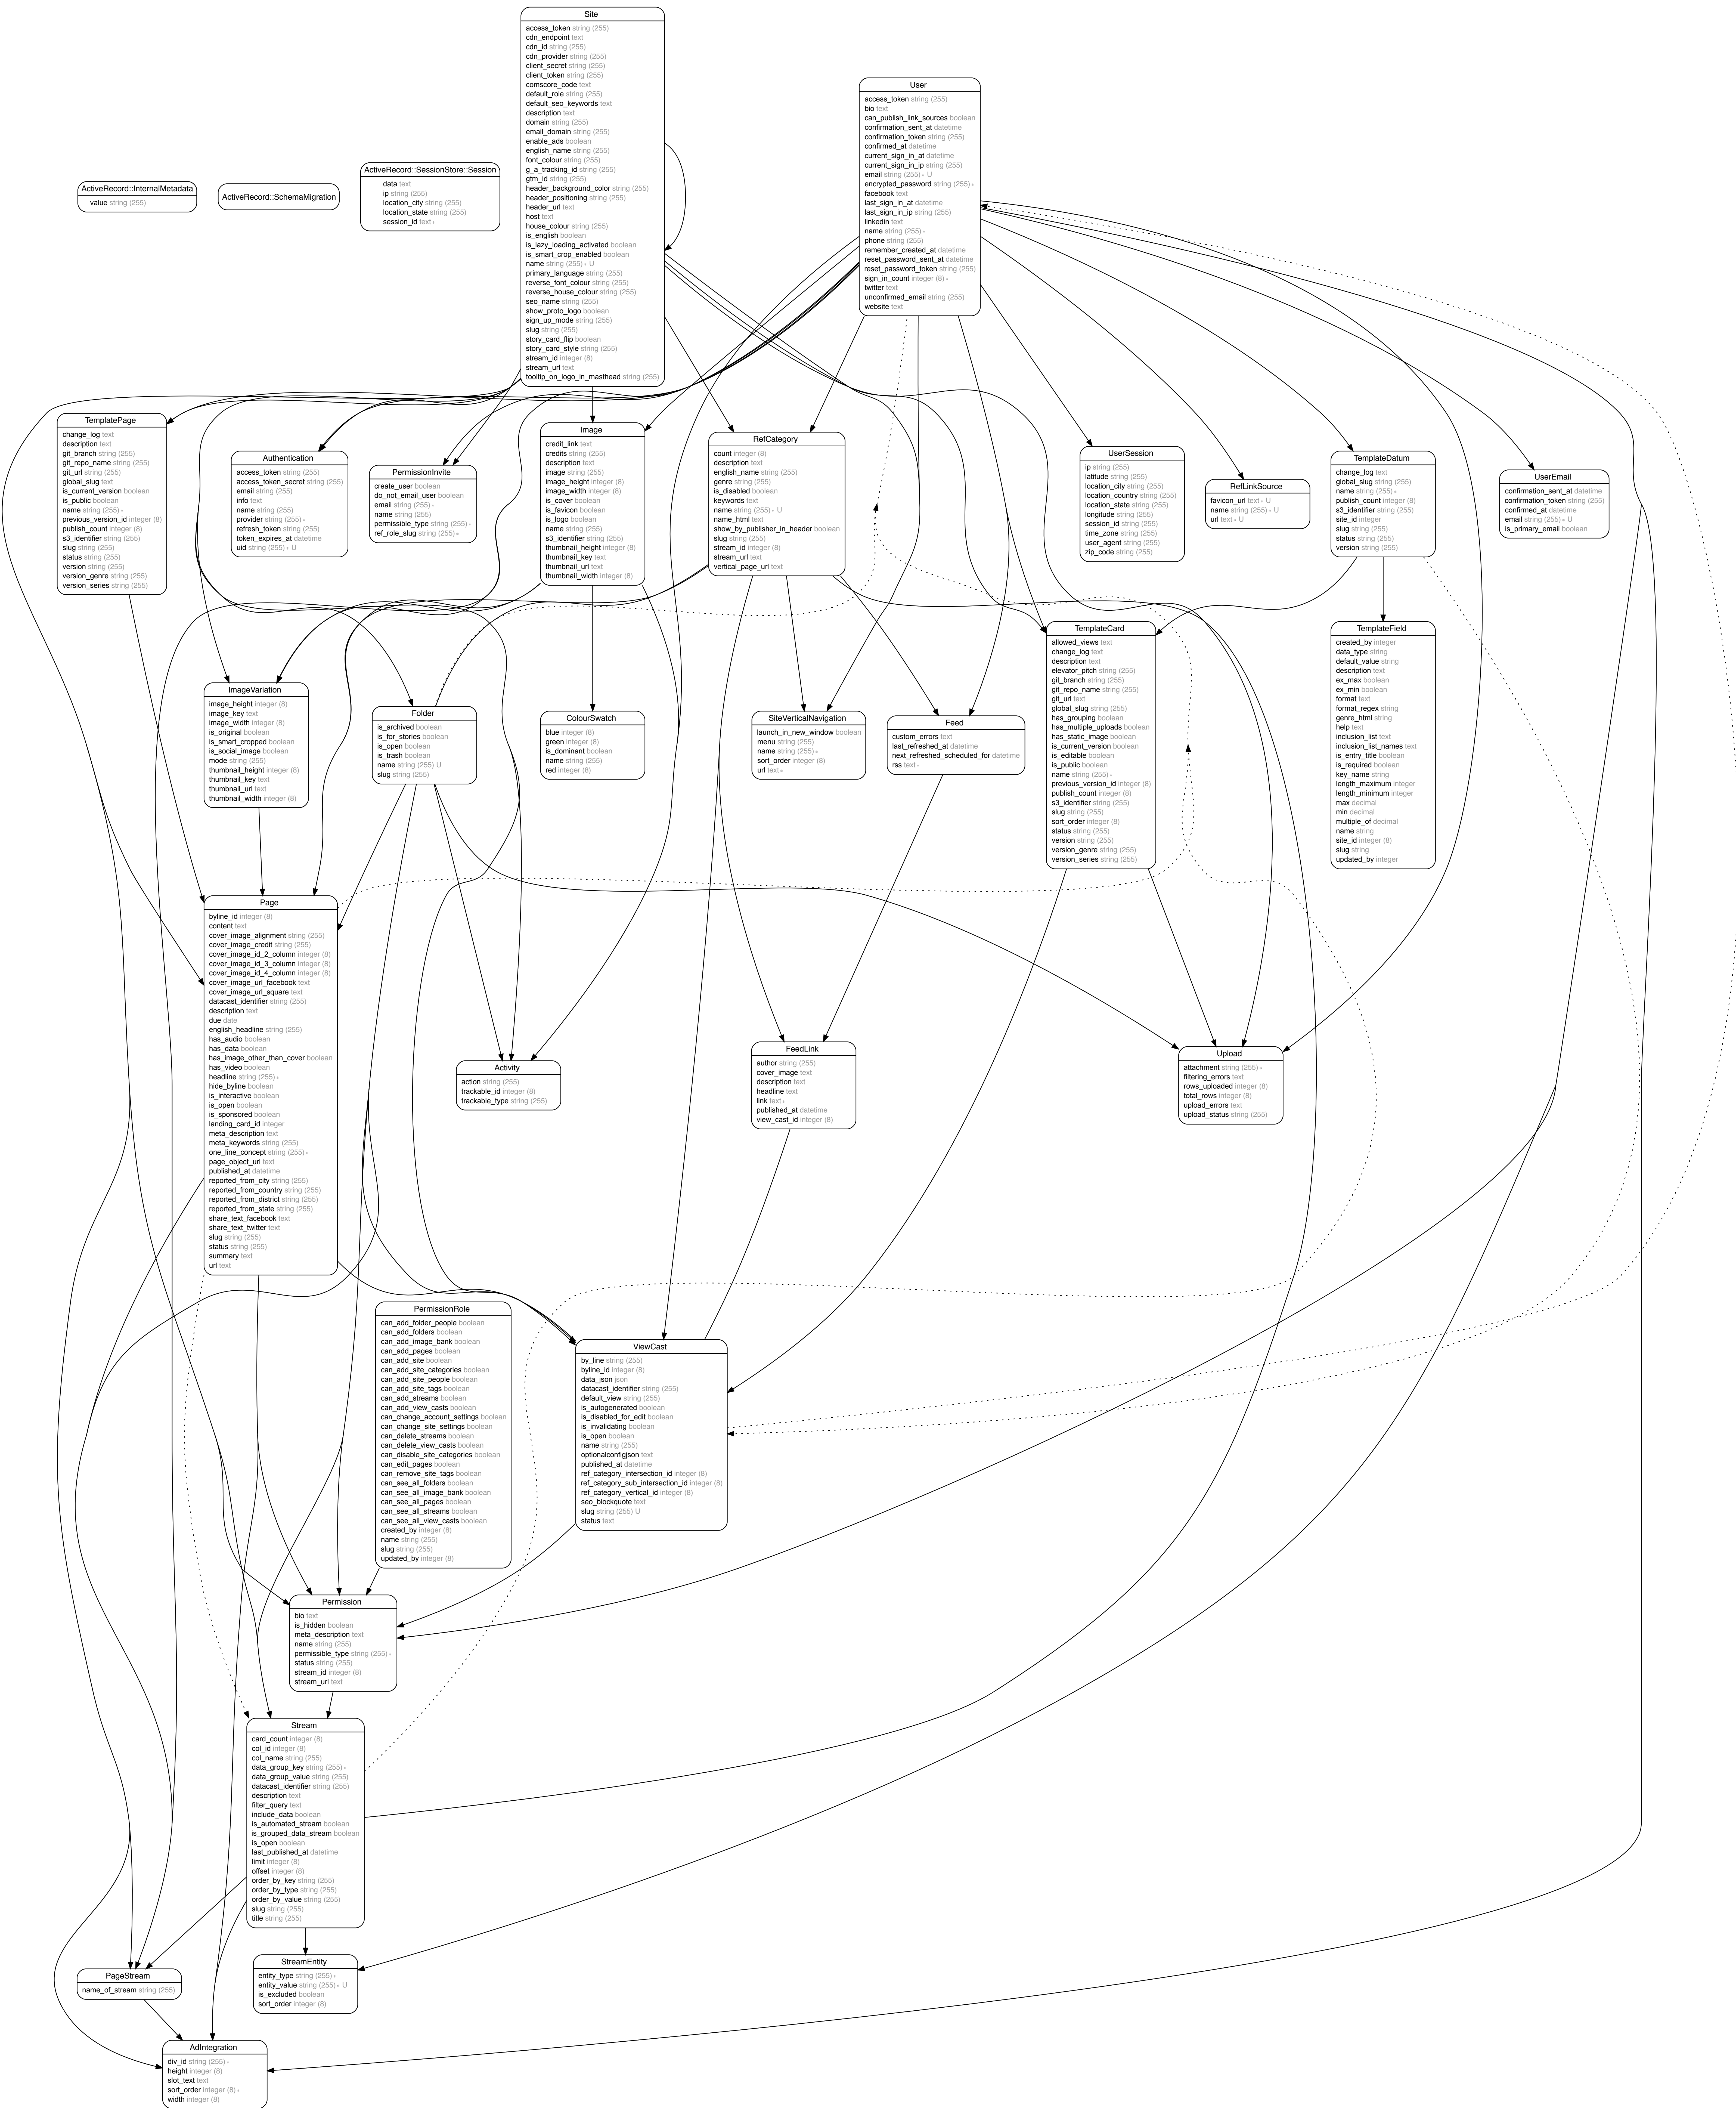 Site
access_token string (255)
cdn_endpoint text
cdn_id string (255)
cdn_provider string (255)
client_secret string (255)
client_token string (255)
comscore_code text
default_role string (255)
default_seo_keywords text
description text
domain string (255)
email_domain string (255)
enable_ads boolean
english_name string (255)
font_colour string (255)
g_a_tracking_id string (255)
gtm_id string (255)
header_background_color string (255)
header_positioning string (255)
header_url text
host text
house_colour string (255)
is_english boolean
is_lazy_loading_activated boolean
is_smart_crop_enabled boolean
name string (255) * U
primary_language string (255)
reverse_font_colour string (255)
reverse_house_colour string (255)
seo_name string (255)
show_proto_logo boolean
sign_up_mode string (255)
slug string (255)
story_card_flip boolean
story_card_style string (255)
stream_id integer (8)
stream_url text
tooltip_on_logo_in_masthead string (255)
User
access_token string (255)
bio text
can_publish_link_sources boolean
confirmation_sent_at datetime
confirmation_token string (255)
confirmed_at datetime
current_sign_in_at datetime
current_sign_in_ip string (255)
email string (255) * U
encrypted_password string (255) *
facebook text
last_sign_in_at datetime
last_sign_in_ip string (255)
linkedin text
name string (255) *
phone string (255)
remember_created_at datetime
reset_password_sent_at datetime
reset_password_token string (255)
sign_in_count integer (8) *
twitter text
unconfirmed_email string (255)
website text
ActiveRecord::InternalMetadata
value string (255)
ActiveRecord::SchemaMigration
ActiveRecord::SessionStore::Session
data text
ip string (255)
location_city string (255)
location_state string (255)
session_id text *
TemplatePage
change_log text
description text
git_branch string (255)
git_repo_name string (255)
git_url string (255)
global_slug text
is_current_version boolean
is_public boolean
name string (255) *
previous_version_id integer (8)
publish_count integer (8)
s3_identifier string (255)
slug string (255)
status string (255)
version string (255)
version_genre string (255)
version_series string (255)
Authentication
access_token string (255)
access_token_secret string (255)
email string (255)
info text
name string (255)
provider string (255) *
refresh_token string (255)
token_expires_at datetime
uid string (255) * U
PermissionInvite
create_user boolean
do_not_email_user boolean
email string (255) *
name string (255)
permissible_type string (255) *
ref_role_slug string (255) *
Image
credit_link text
credits string (255)
description text
image string (255)
image_height integer (8)
image_width integer (8)
is_cover boolean
is_favicon boolean
is_logo boolean
name string (255)
s3_identifier string (255)
thumbnail_height integer (8)
thumbnail_key text
thumbnail_url text
thumbnail_width integer (8)
RefCategory
count integer (8)
description text
english_name string (255)
genre string (255)
is_disabled boolean
keywords text
name string (255) * U
name_html text
show_by_publisher_in_header boolean
slug string (255)
stream_id integer (8)
stream_url text
vertical_page_url text
UserSession
ip string (255)
latitude string (255)
location_city string (255)
location_country string (255)
location_state string (255)
longitude string (255)
session_id string (255)
time_zone string (255)
user_agent string (255)
zip_code string (255)
RefLinkSource
favicon_url text * U
name string (255) * U
url text * U
TemplateDatum
change_log text
global_slug string (255)
name string (255) *
publish_count integer (8)
s3_identifier string (255)
site_id integer
slug string (255)
status string (255)
version string (255)
UserEmail
confirmation_sent_at datetime
confirmation_token string (255)
confirmed_at datetime
email string (255) * U
is_primary_email boolean
ImageVariation
image_height integer (8)
image_key text
image_width integer (8)
is_original boolean
is_smart_cropped boolean
is_social_image boolean
mode string (255)
thumbnail_height integer (8)
thumbnail_key text
thumbnail_url text
thumbnail_width integer (8)
Folder
is_archived boolean
is_for_stories boolean
is_open boolean
is_trash boolean
name string (255) U
slug string (255)
ColourSwatch
blue integer (8)
green integer (8)
is_dominant boolean
name string (255)
red integer (8)
SiteVerticalNavigation
launch_in_new_window boolean
menu string (255)
name string (255) *
sort_order integer (8)
url text *
Feed
custom_errors text
last_refreshed_at datetime
next_refreshed_scheduled_for datetime
rss text *
TemplateCard
allowed_views text
change_log text
description text
elevator_pitch string (255)
git_branch string (255)
git_repo_name string (255)
git_url text
global_slug string (255)
has_grouping boolean
has_multiple_uploads boolean
has_static_image boolean
is_current_version boolean
is_editable boolean
is_public boolean
name string (255) *
previous_version_id integer (8)
publish_count integer (8)
s3_identifier string (255)
slug string (255)
sort_order integer (8)
status string (255)
version string (255)
version_genre string (255)
version_series string (255)
TemplateField
created_by integer
data_type string
default_value string
description text
ex_max boolean
ex_min boolean
format text
format_regex string
genre_html string
help text
inclusion_list text
inclusion_list_names text
is_entry_title boolean
is_required boolean
key_name string
length_maximum integer
length_minimum integer
max decimal
min decimal
multiple_of decimal
name string
site_id integer (8)
slug string
updated_by integer
Page
byline_id integer (8)
content text
cover_image_alignment string (255)
cover_image_credit string (255)
cover_image_id_2_column integer (8)
cover_image_id_3_column integer (8)
cover_image_id_4_column integer (8)
cover_image_url_facebook text
cover_image_url_square text
datacast_identifier string (255)
description text
due date
english_headline string (255)
has_audio boolean
has_data boolean
has_image_other_than_cover boolean
has_video boolean
headline string (255) *
hide_byline boolean
is_interactive boolean
is_open boolean
is_sponsored boolean
landing_card_id integer
meta_description text
meta_keywords string (255)
one_line_concept string (255) *
page_object_url text
published_at datetime
reported_from_city string (255)
reported_from_country string (255)
reported_from_district string (255)
reported_from_state string (255)
share_text_facebook text
share_text_twitter text
slug string (255)
status string (255)
summary text
url text
Activity
action string (255)
trackable_id integer (8)
trackable_type string (255)
FeedLink
author string (255)
cover_image text
description text
headline text
link text *
published_at datetime
view_cast_id integer (8)
Upload
attachment string (255) *
filtering_errors text
rows_uploaded integer (8)
total_rows integer (8)
upload_errors text
upload_status string (255)
PermissionRole
can_add_folder_people boolean
can_add_folders boolean
can_add_image_bank boolean
can_add_pages boolean
can_add_site boolean
can_add_site_categories boolean
can_add_site_people boolean
can_add_site_tags boolean
can_add_streams boolean
can_add_view_casts boolean
can_change_account_settings boolean
can_change_site_settings boolean
can_delete_streams boolean
can_delete_view_casts boolean
can_disable_site_categories boolean
can_edit_pages boolean
can_remove_site_tags boolean
can_see_all_folders boolean
can_see_all_image_bank boolean
can_see_all_pages boolean
can_see_all_streams boolean
can_see_all_view_casts boolean
created_by integer (8)
name string (255)
slug string (255)
updated_by integer (8)
ViewCast
by_line string (255)
byline_id integer (8)
data_json json
datacast_identifier string (255)
default_view string (255)
is_autogenerated boolean
is_disabled_for_edit boolean
is_invalidating boolean
is_open boolean
name string (255)
optionalconfigjson text
published_at datetime
ref_category_intersection_id integer (8)
ref_category_sub_intersection_id integer (8)
ref_category_vertical_id integer (8)
seo_blockquote text
slug string (255) U
status text
Permission
bio text
is_hidden boolean
meta_description text
name string (255)
permissible_type string (255) *
status string (255)
stream_id integer (8)
stream_url text
Stream
card_count integer (8)
col_id integer (8)
col_name string (255)
data_group_key string (255) *
data_group_value string (255)
datacast_identifier string (255)
description text
filter_query text
include_data boolean
is_automated_stream boolean
is_grouped_data_stream boolean
is_open boolean
last_published_at datetime
limit integer (8)
offset integer (8)
order_by_key string (255)
order_by_type string (255)
order_by_value string (255)
slug string (255)
title string (255)
StreamEntity
entity_type string (255) *
entity_value string (255) * U
is_excluded boolean
sort_order integer (8)
PageStream
name_of_stream string (255)
AdIntegration
div_id string (255) *
height integer (8)
slot_text text
sort_order integer (8) *
width integer (8)